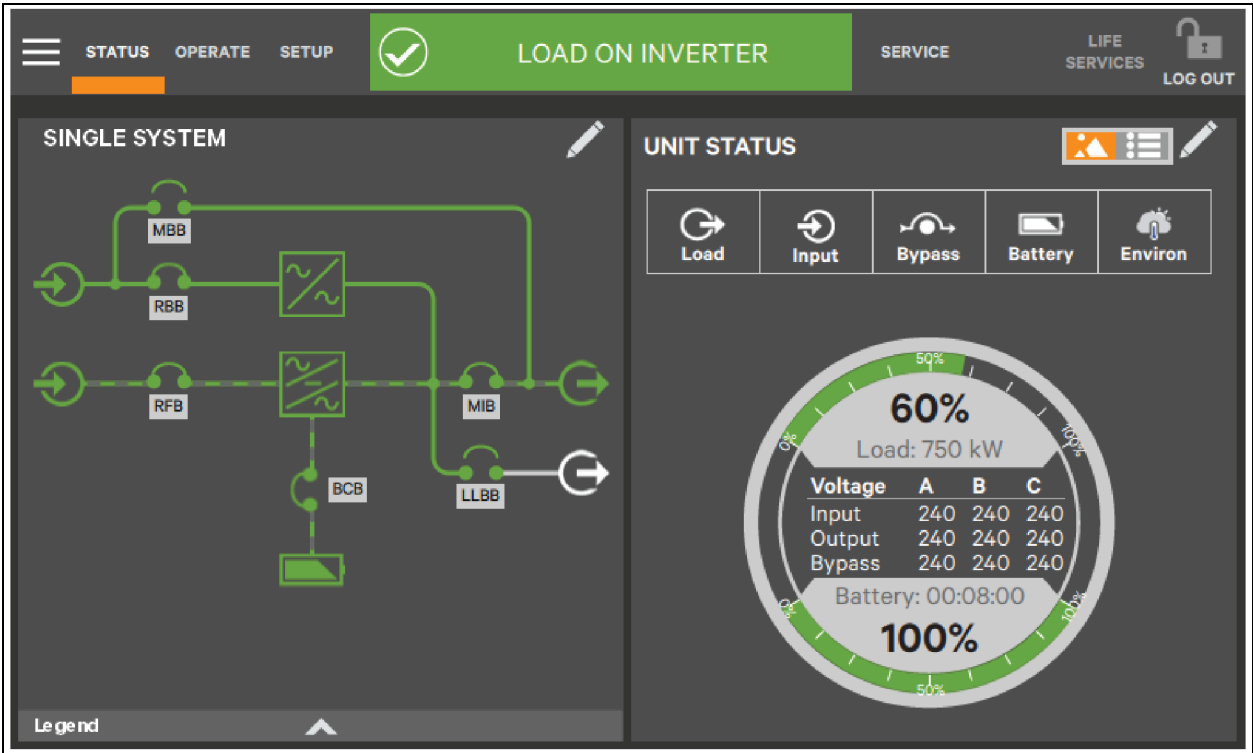 STATUS OPERATE SETUP LOAD ON INVERTER SERVICE LIFE SERVICES LOG OUT
SINGLE SYSTEM
MBB
RBB
RFB
MIB
BCB
LLBB
Legend
UNIT STATUS
Load Input Bypass Battery Environ
50%
0% 100%
60%
Load: 750 kW
Voltage A B C
Input 240 240 240
Output 240 240 240
Bypass 240 240 240
Battery: 00:08:00
0% 100%
100%
50%